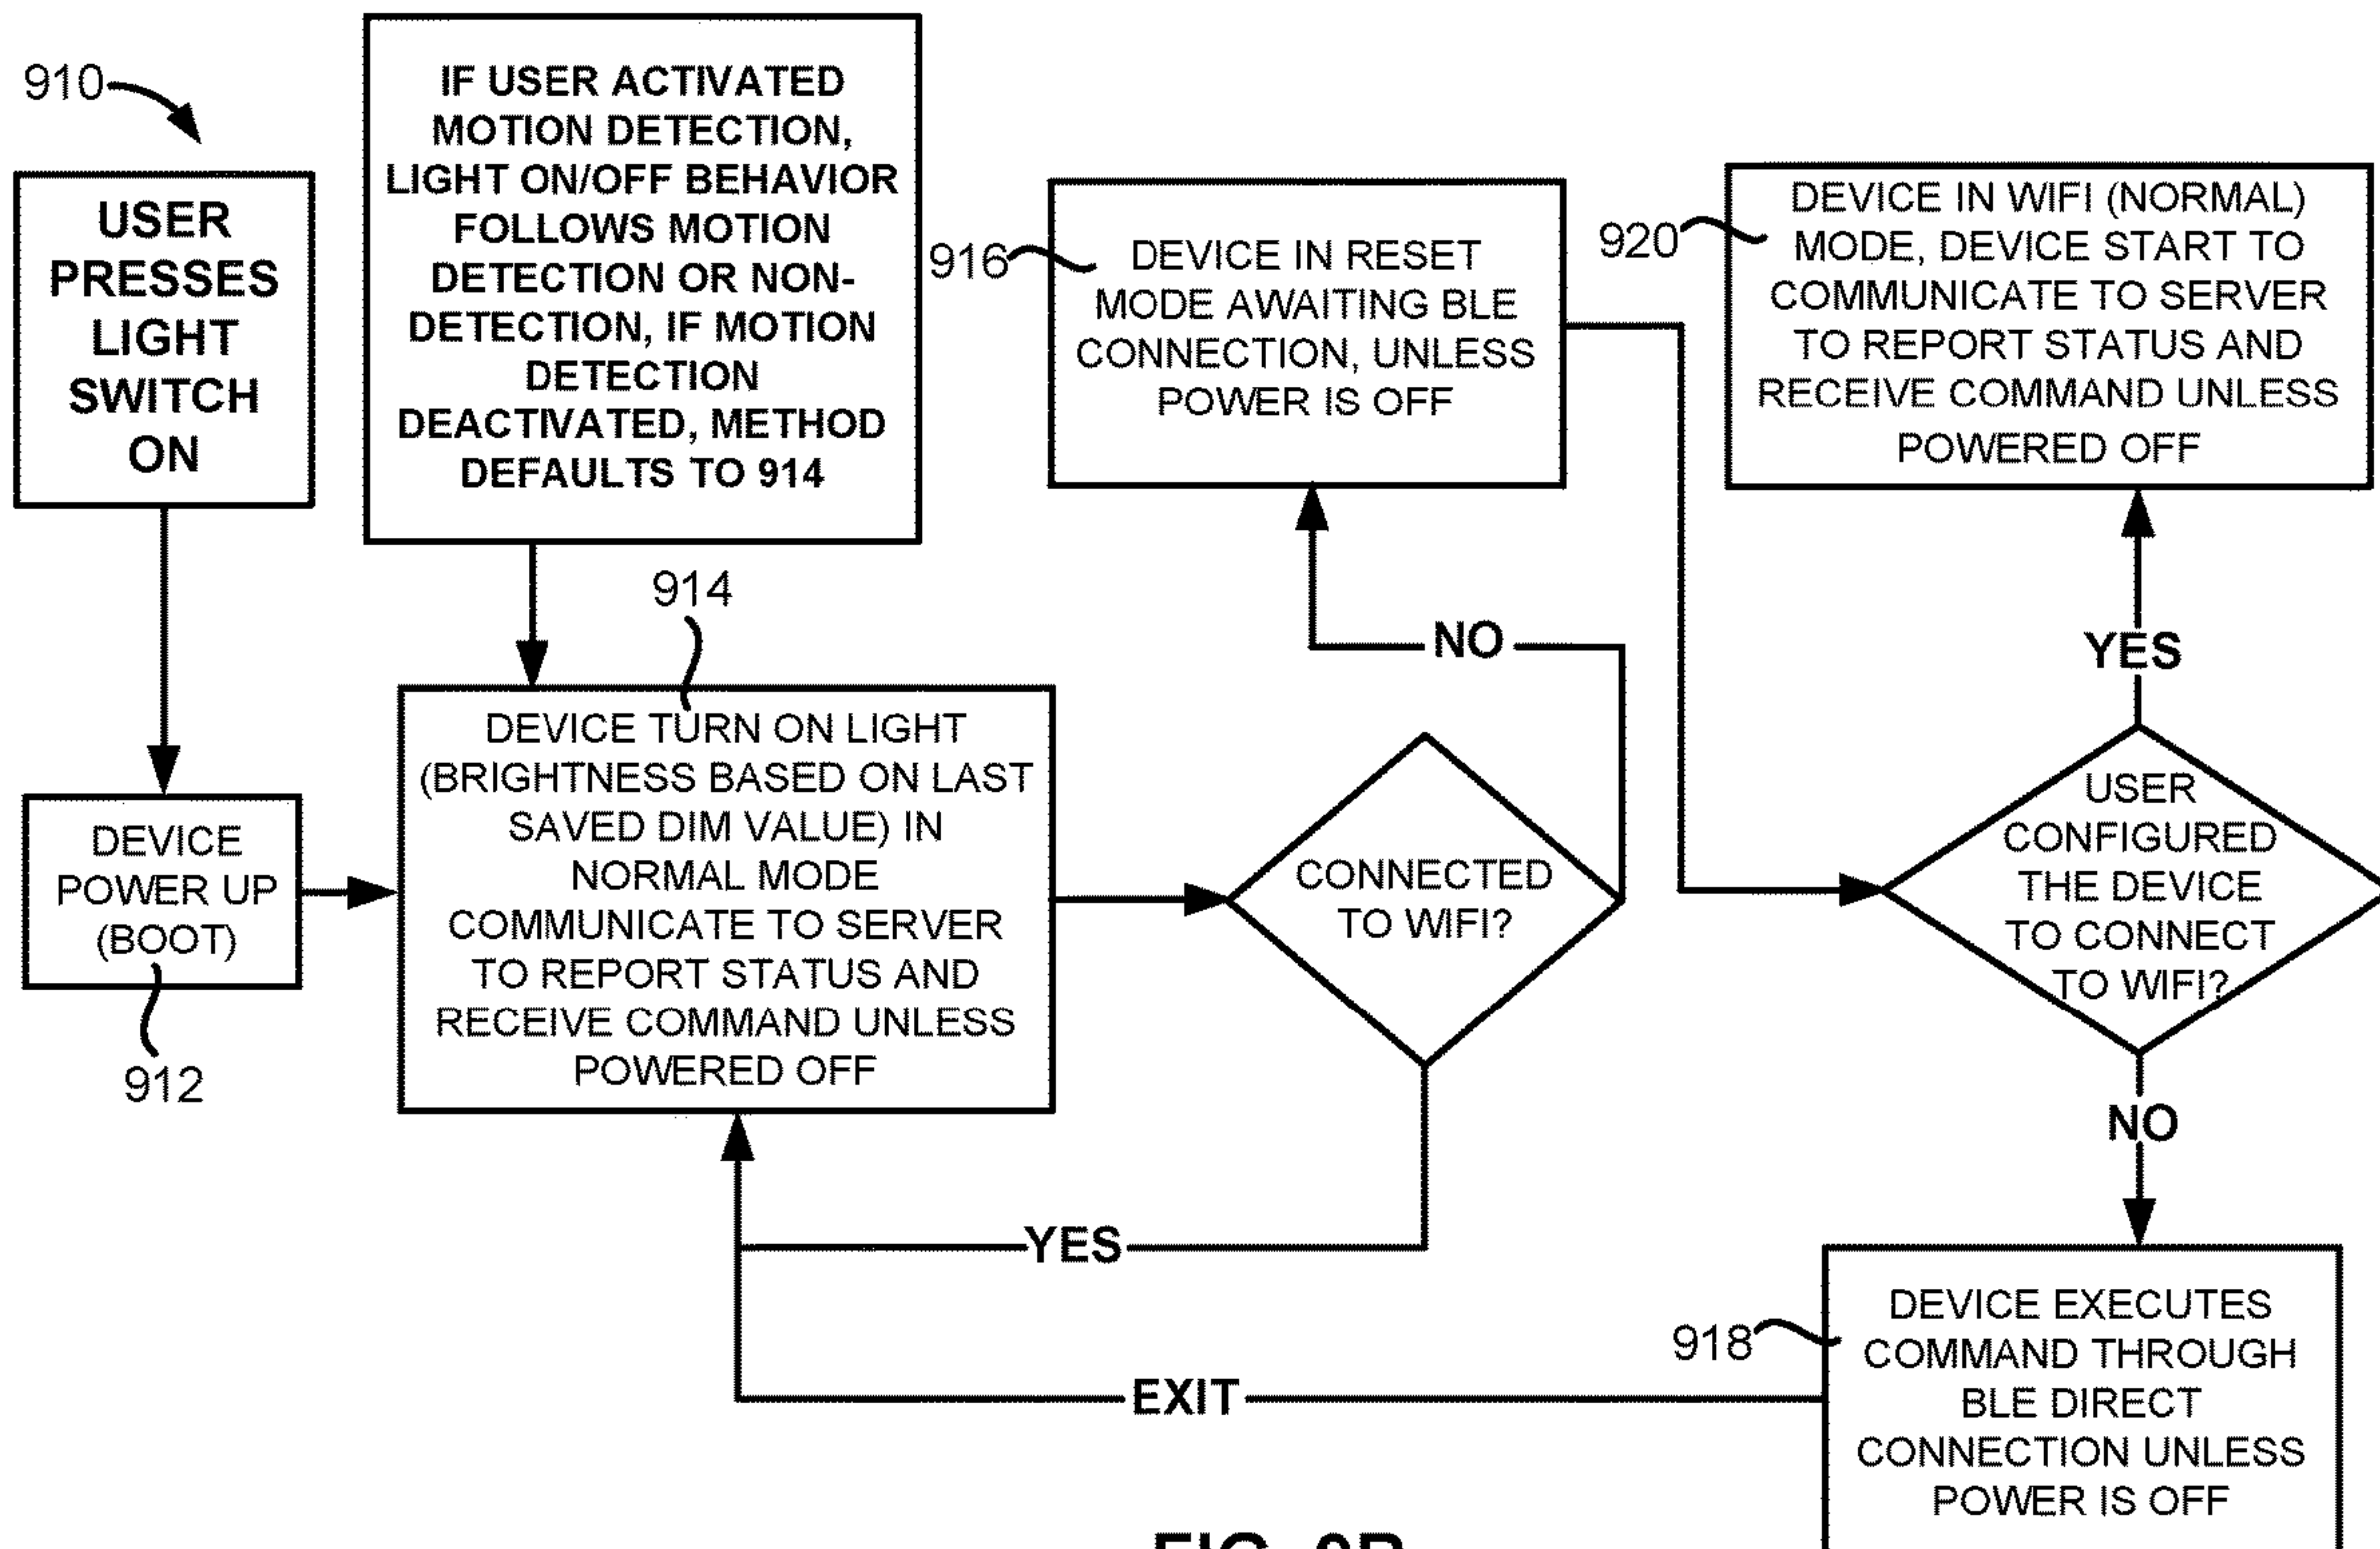 910
USER
PRESSES
LIGHT
SWITCH
ON
IF USER ACTIVATED
MOTION DETECTION,
LIGHT ON/OFF BEHAVIOR
FOLLOWS MOTION
DETECTION OR NON-
DETECTION, IF MOTION
DETECTION
DEACTIVATED, METHOD
DEFAULTS TO 914
916
DEVICE IN RESET
MODE AWAITING BLE
CONNECTION, UNLESS
POWER IS OFF
920
DEVICE IN WIFI (NORMAL)
MODE, DEVICE START TO
COMMUNICATE TO SERVER
TO REPORT STATUS AND
RECEIVE COMMAND UNLESS
POWERED OFF
914
NO
YES
DEVICE
POWER UP
(BOOT)
912
DEVICE TURN ON LIGHT
(BRIGHTNESS BASED ON LAST
SAVED DIM VALUE) IN
NORMAL MODE
COMMUNICATE TO SERVER
TO REPORT STATUS AND
RECEIVE COMMAND UNLESS
POWERED OFF
CONNECTED
TO WIFI?
USER
CONFIGURED
THE DEVICE
TO CONNECT
TO WIFI?
NO
YES
EXIT
918
DEVICE EXECUTES
COMMAND THROUGH
BLE DIRECT
CONNECTION UNLESS
POWER IS OFF